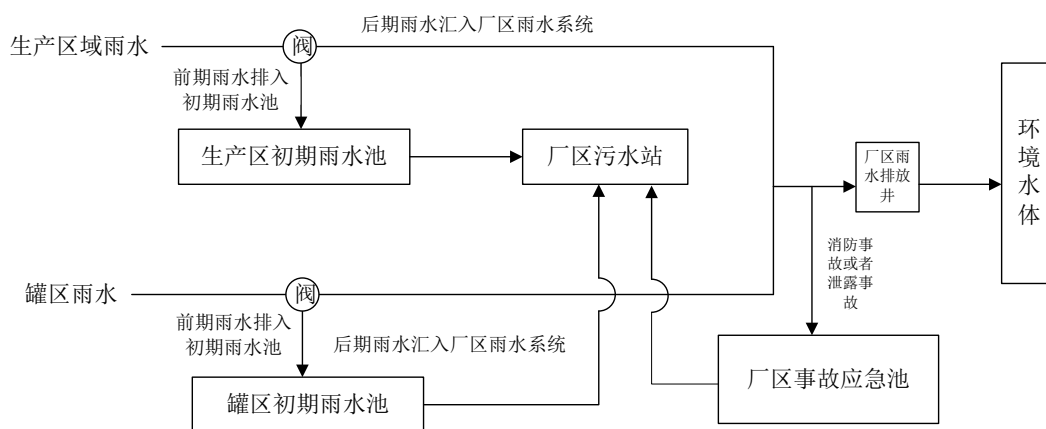 后期雨水汇入厂区雨水系统
生产区域雨水
阀
前期雨水排入
初期雨水池
生产区初期雨水池
厂区污水站
厂区雨
水排放
井
环
境
水
体
消防事
故或者
泄露事
故
罐区雨水
阀
前期雨水排入
初期雨水池
后期雨水汇入厂区雨水系统
厂区事故应急池
罐区初期雨水池